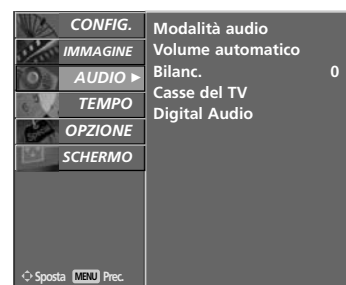 CONFIG.
IMMAGINE
AUDIO ►
TEMPO
OPZIONE
SCHERMO
Sposta MENU Prec.
Modalità audio
Volume automatico
Bilanc. 0
Casse del TV
Digital Audio